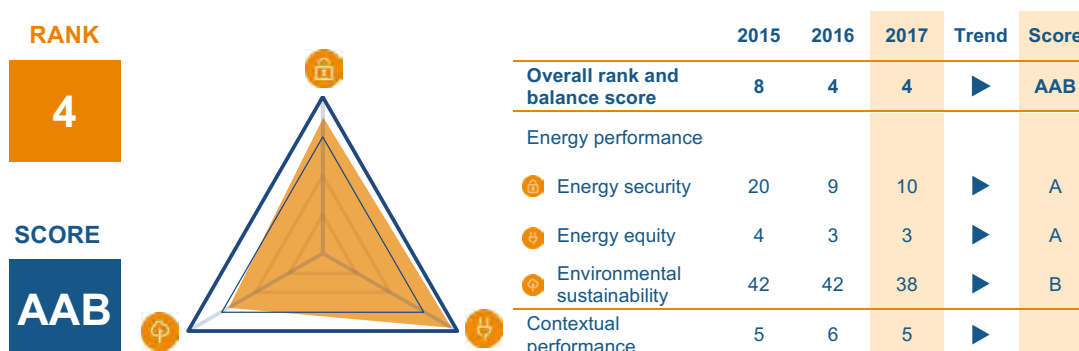 RANK
4
SCORE
AAB
2015 2016 2017 Trend Score
Overall rank and
balance score 8 4 4 AAB
Energy performance
Energy security 20 9 10 A
Energy equity 4 3 3 A
Environmental
sustainability 42 42 38 B
Contextual
performance 5 6 5